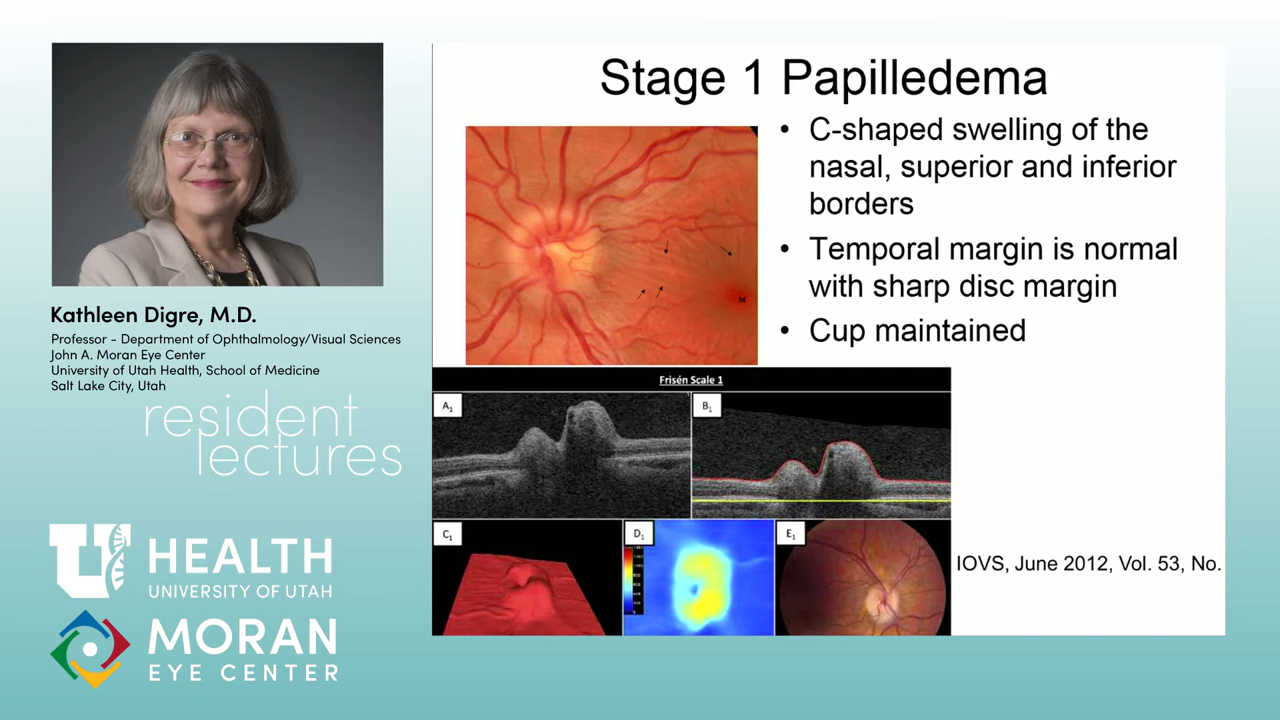 Stage 1 Papilledema
• C-shaped swelling of the
nasal, superior and inferior
borders
• Temporal margin is normal
with sharp disc margin
• Cup maintained
M
Kathleen Digre, M.D.
Professor - Department of Ophthalmology/Visual Sciences
John A. Moran Eye Center
University of Utah Health, School of Medicine
Salt Lake City, Utah
resident
lectures
U HEALTH
UNIVERSITY OF UTAH
MORAN
EYE CENTER
Frisén Scale 1
A1
B1
C1
D1
E1
IOVS, June 2012, Vol. 53, No.